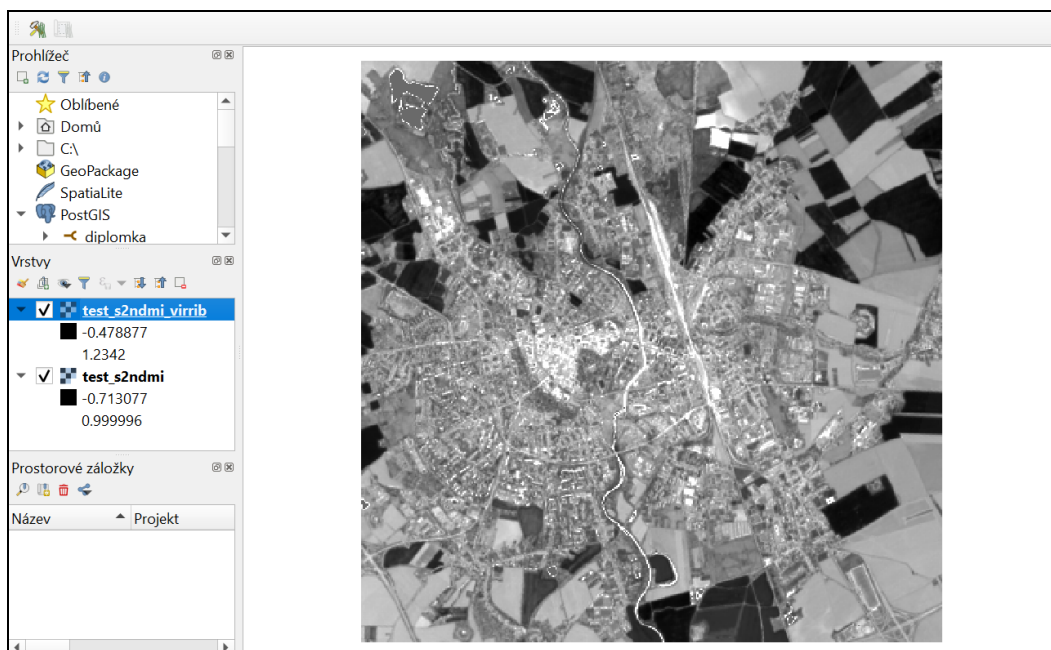 Prohlížeč
Oblíbené
Domů
C:\
GeoPackage
SpatiaLite
PostGIS
diplomka
Vrstvy
test_s2ndmi_virrib
-0.478877
1.2342
test_s2ndmi
-0.713077
0.999996
Prostorové záložky
Název Projekt